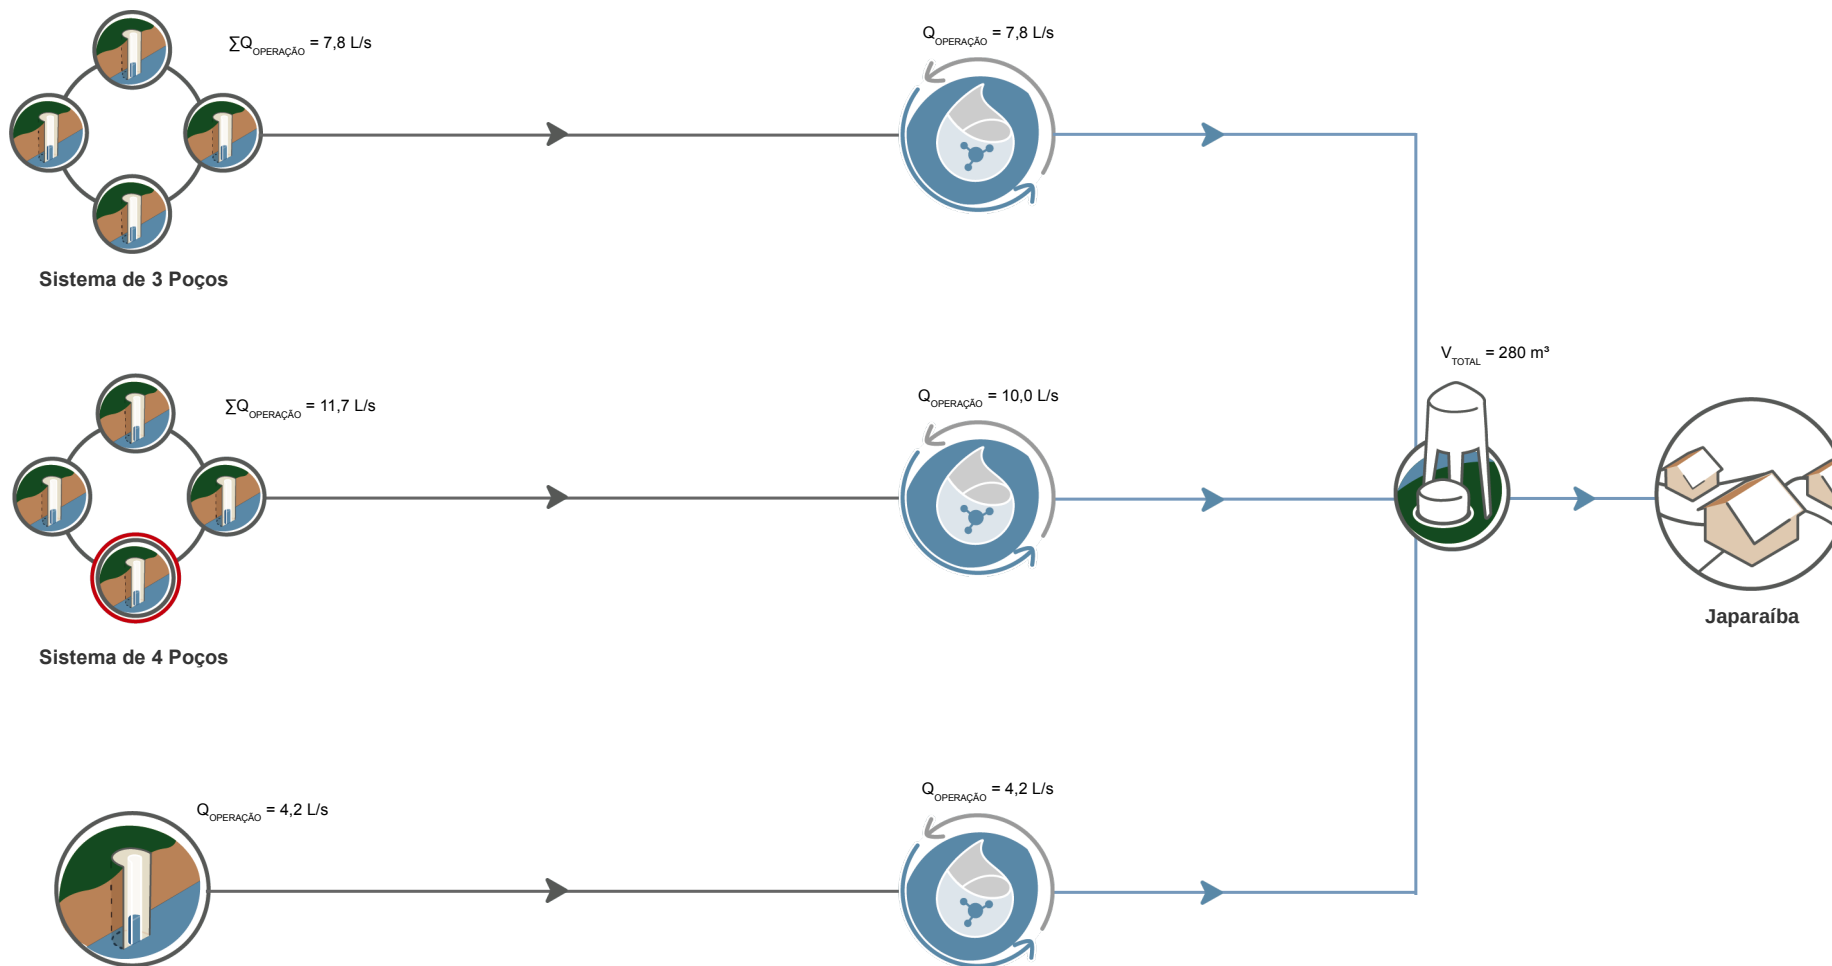 ∑Q_OPERAÇÃO = 7,8 L/s
Q_OPERAÇÃO = 7,8 L/s
Sistema de 3 Poços
V_TOTAL = 280 m³
∑Q_OPERAÇÃO = 11,7 L/s
Q_OPERAÇÃO = 10,0 L/s
Japaraíba
Sistema de 4 Poços
Q_OPERAÇÃO = 4,2 L/s
Q_OPERAÇÃO = 4,2 L/s